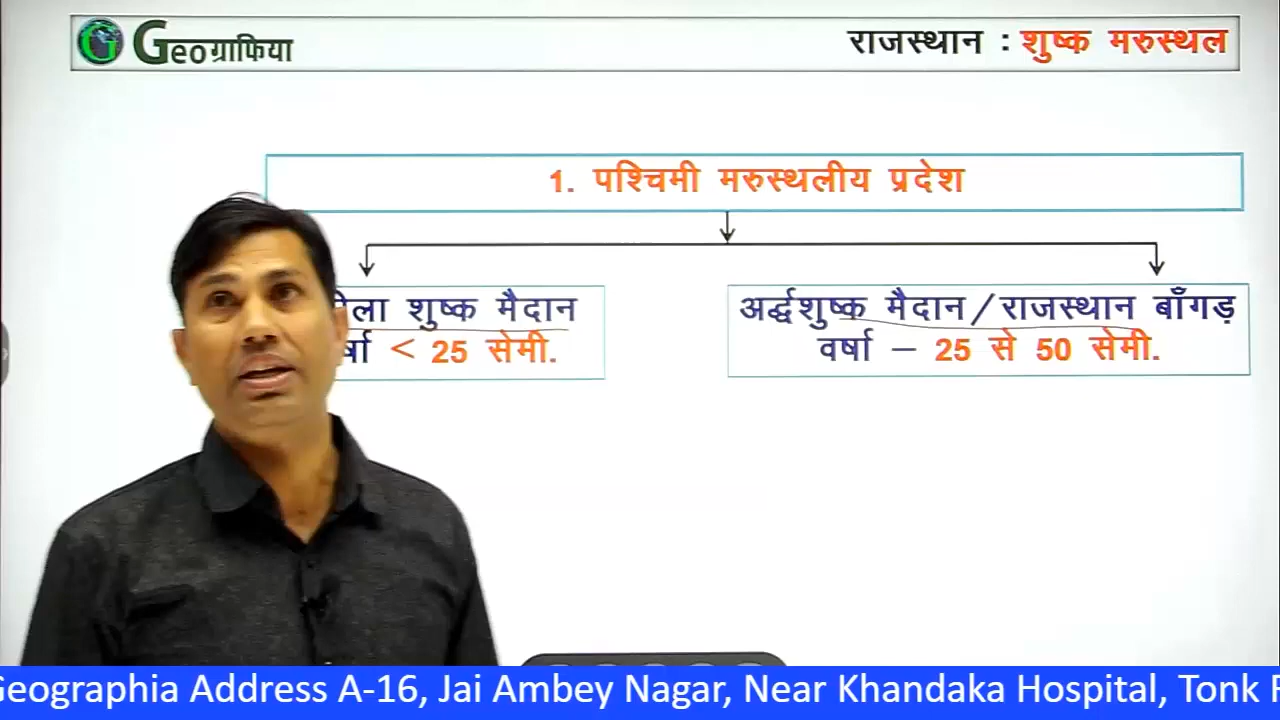 Geoग्राफिया
राजस्थान : शुष्क मरुस्थल
1. पश्चिमी मरुस्थलीय प्रदेश
शुष्क मैदान
< 25 सेमी.
अर्द्धशुष्क मैदान/राजस्थान बाँगड़
वर्षा – 25 से 50 सेमी.
Geographia Address A-16, Jai Ambey Nagar, Near Khandaka Hospital, Tonk